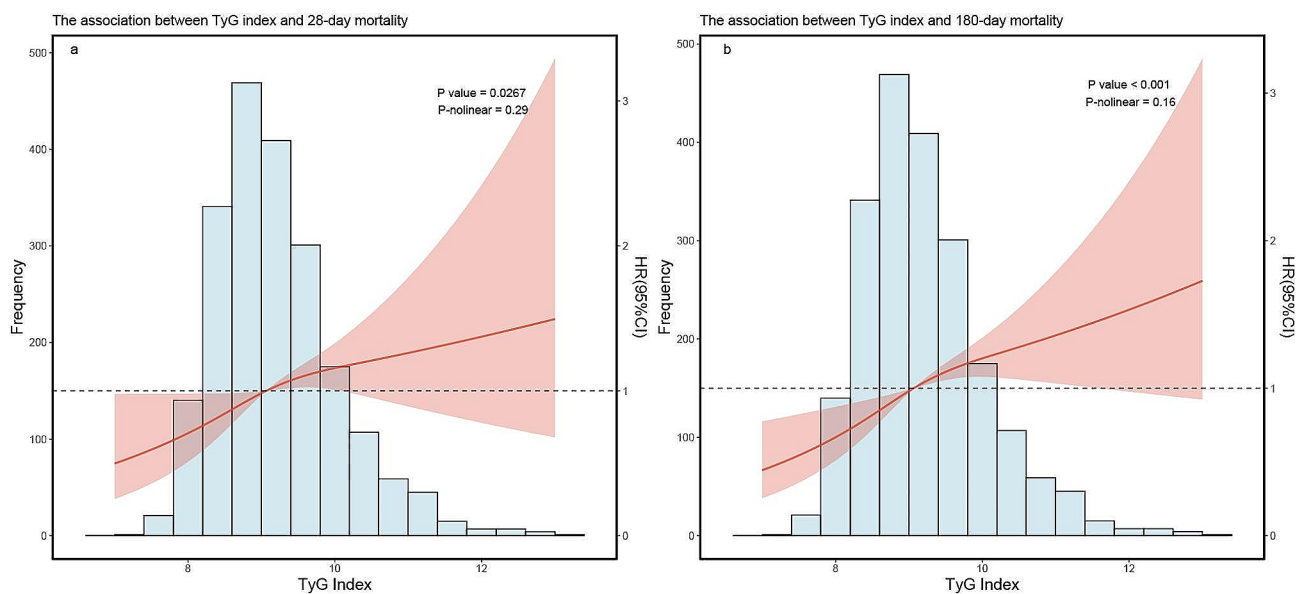 The association between TyG index and 28-day mortality
a
P value = 0.0267
P-nolinear = 0.29
500
400
300
200
100
0
Frequency
3
2
1
0
HR(95%CI)
8
10
12
TyG Index
The association between TyG index and 180-day mortality
b
P value < 0.001
P-nolinear = 0.16
500
400
300
200
100
0
Frequency
3
2
1
0
HR(95%CI)
8
10
12
TyG Index